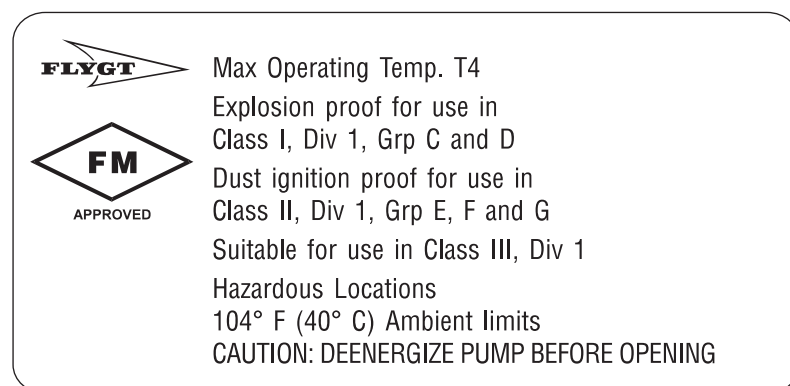 FLYGT
Max Operating Temp. T4
Explosion proof for use in
Class I, Div 1, Grp C and D
FM
APPROVED
Dust ignition proof for use in
Class II, Div 1, Grp E, F and G
Suitable for use in Class III, Div 1
Hazardous Locations
104° F (40° C) Ambient limits
CAUTION: DEENERGIZE PUMP BEFORE OPENING